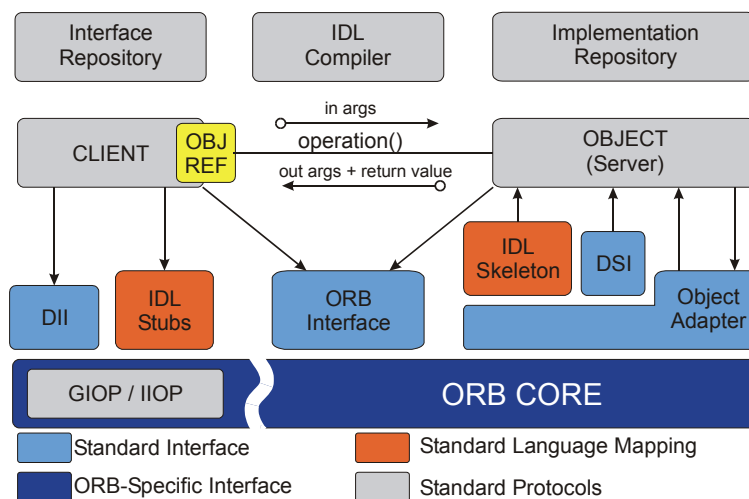 Interface
Repository
IDL
Compiler
Implementation
Repository
in args
CLIENT
OBJ
REF
operation()
OBJECT
(Server)
out args + return value
DII
IDL
Stubs
ORB
Interface
IDL
Skeleton
DSI
Object
Adapter
GIOP / IIOP
ORB CORE
Standard Interface
Standard Language Mapping
ORB-Specific Interface
Standard Protocols